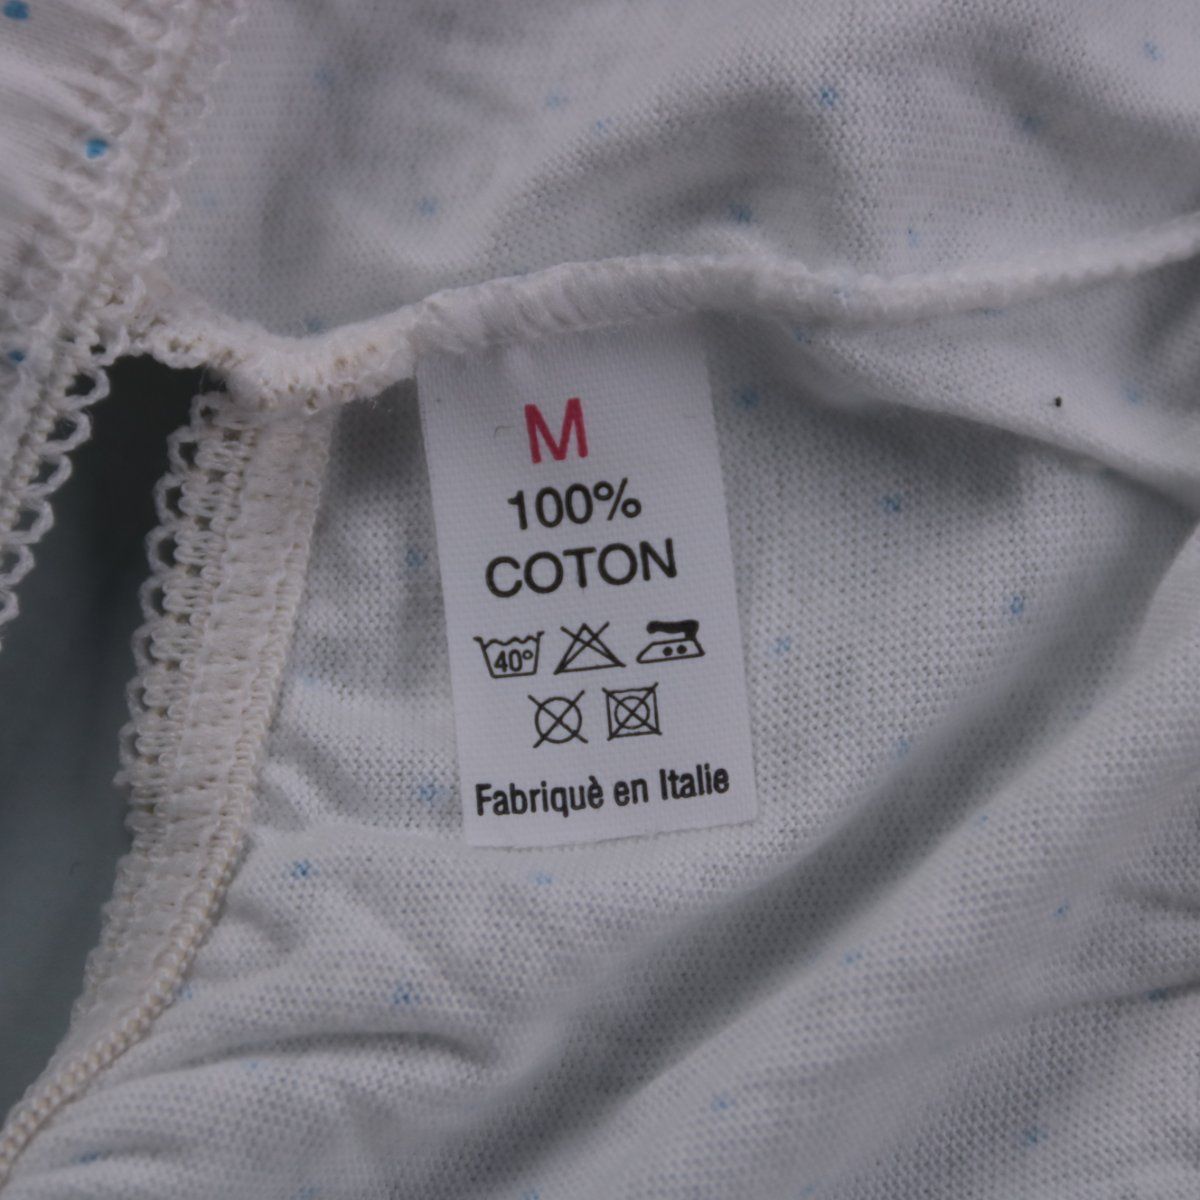 M
100%
COTON
40°
Fabriquè en Italie